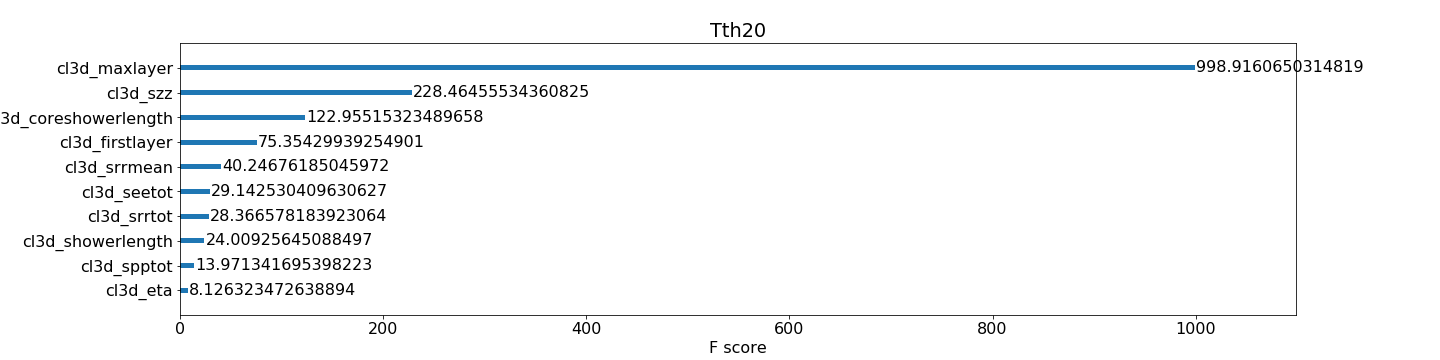 Tth20
cl3d_maxlayer 998.9160650314819
cl3d_szz 228.46455534360825
3d_coreshowerlength 122.95515323489658
cl3d_firstlayer 75.35429939254901
cl3d_srrmean 40.24676185045972
cl3d_seetot 29.142530409630627
cl3d_srrtot 28.366578183923064
cl3d_showerlength 24.00925645088497
cl3d_spptot 13.971341695398223
cl3d_eta 8.126323472638894
0 200 400 600 800 1000
F score